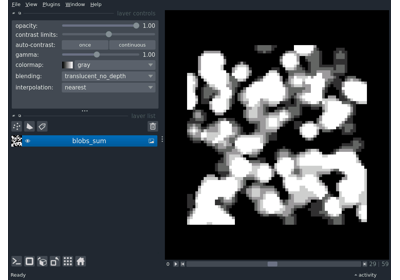 File View Plugins Window Help
layer controls
opacity: 1.00
contrast limits:
auto-contrast: once continuous
gamma: 1.00
colormap: gray
blending: translucent_no_depth
interpolation: nearest
layer list
blobs_sum
29 59
Ready
activity